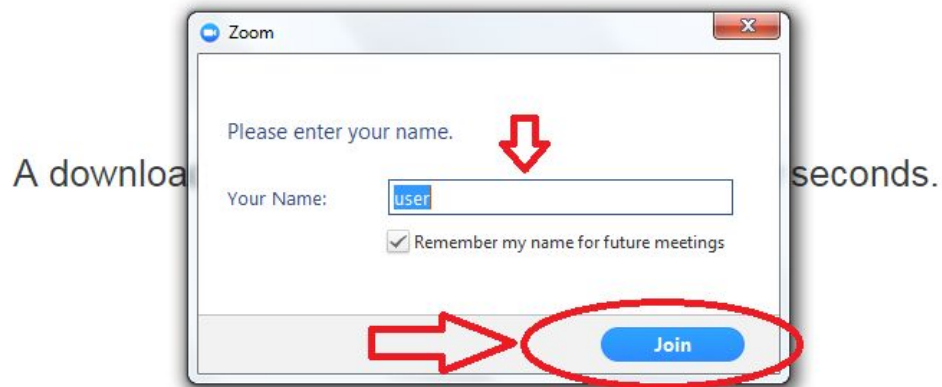 Zoom
Please enter your name.
A downloa seconds.
Your Name: user
Remember my name for future meetings
Join